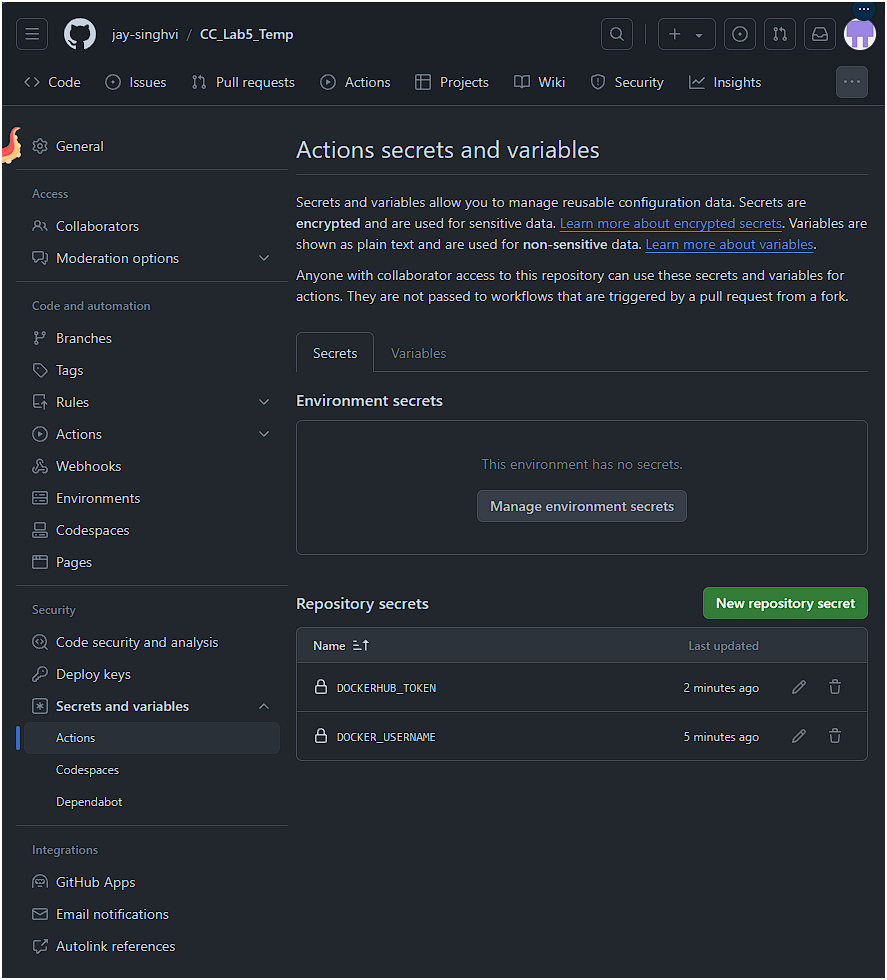 jay-singhvi / CC_Lab5_Temp
Code
Issues
Pull requests
Actions
Projects
Wiki
Security
Insights
General
Access
Collaborators
Moderation options
Code and automation
Branches
Tags
Rules
Actions
Webhooks
Environments
Codespaces
Pages
Security
Code security and analysis
Deploy keys
Secrets and variables
Actions
Codespaces
Dependabot
Integrations
GitHub Apps
Email notifications
Autolink references
Actions secrets and variables
Secrets and variables allow you to manage reusable configuration data. Secrets are
encrypted and are used for sensitive data. Learn more about encrypted secrets. Variables are
shown as plain text and are used for non-sensitive data. Learn more about variables.
Anyone with collaborator access to this repository can use these secrets and variables for
actions. They are not passed to workflows that are triggered by a pull request from a fork.
Secrets
Variables
Environment secrets
This environment has no secrets.
Manage environment secrets
Repository secrets
New repository secret
Name
Last updated
DOCKERHUB_TOKEN
2 minutes ago
DOCKER_USERNAME
5 minutes ago